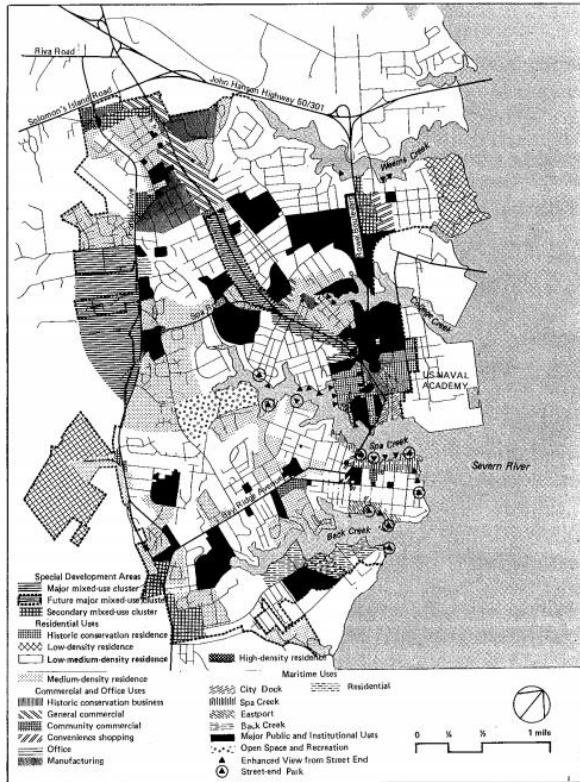 Riva Road
Solomon's Island Road
John Hanson Highway 50/301
Weems Creek
Drive
Spa
College Creek
US NAVAL
ACADEMY
Spa Creek
Severn River
Bay Ridge Avenue
Back Creek
Special Development Areas
Major mixed-use cluster
Future major mixed-use cluster
Secondary mixed-use cluster
Residential Uses
Historic conservation residence
Low-density residence
Low-medium-density residence
High-density residence
Medium-density residence
Commercial and Office Uses
Historic conservation business
General commercial
Community commercial
Convenience shopping
Office
Manufacturing
Maritime Uses
City Dock
Residential
Spa Creek
Eastport
Back Creek
Major Public and Institutional Uses
Open Space and Recreation
Enhanced View from Street End
Street-end Park
0 ¼ ½ 1 mile